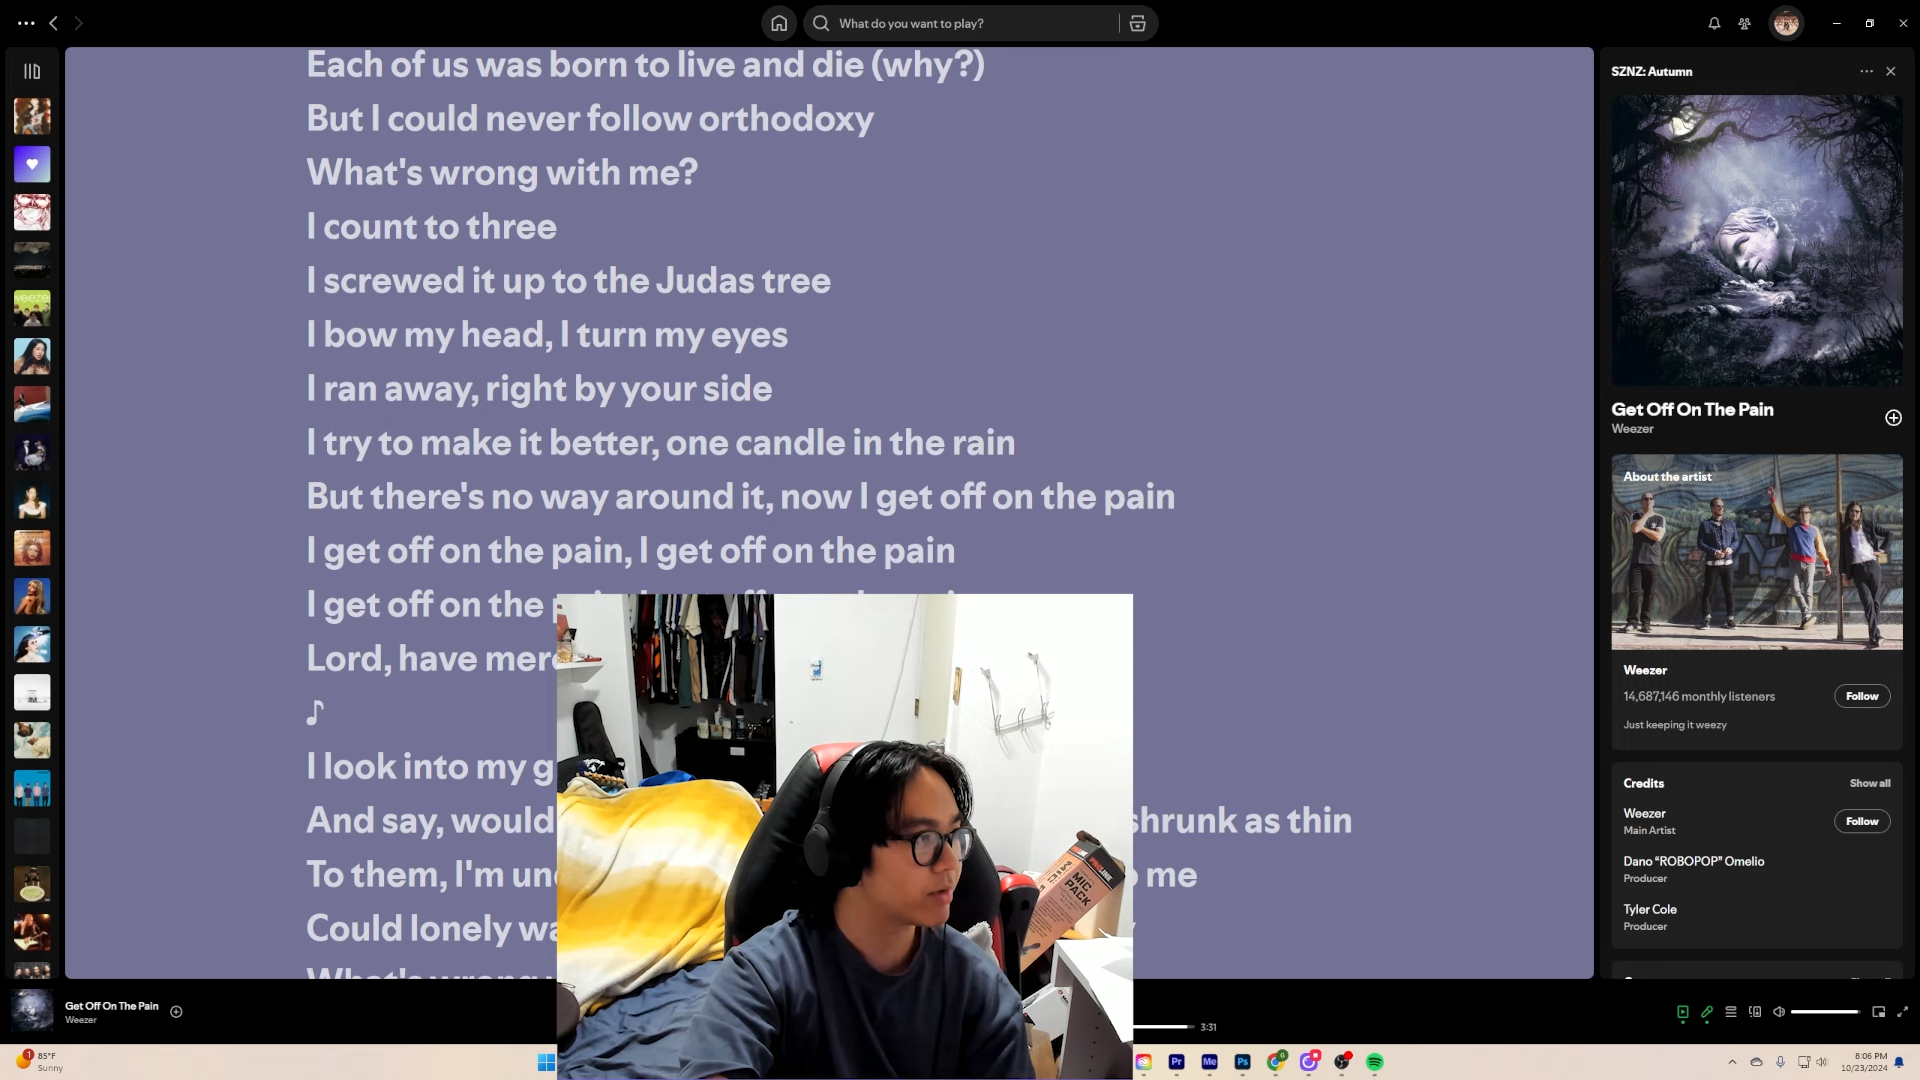 What do you want to play?
Each of us was born to live and die (why?)
But I could never follow orthodoxy
What's wrong with me?
I count to three
I screwed it up to the Judas tree
I bow my head, I turn my eyes
I ran away, right by your side
I try to make it better, one candle in the rain
But there's no way around it, now I get off on the pain
I get off on the pain, I get off on the pain
I get off on the
Lord, have
♪
I look into my
And say, would shrunk as thin
To them, I'm me
Could lonely
SZNZ: Autumn
Get Off On The Pain
Weezer
About the artist
Weezer
14,687,146 monthly listeners
Follow
Just keeping it weezy
Credits
Show all
Weezer
Main Artist
Follow
Dano “ROBOPOP” Omelio
Producer
Tyler Cole
Producer
MIC
PACK
Get Off On The Pain
Weezer
3:31
1
85°F
Sunny
Pr
Me
Ps
G
8:06 PM
10/23/2024